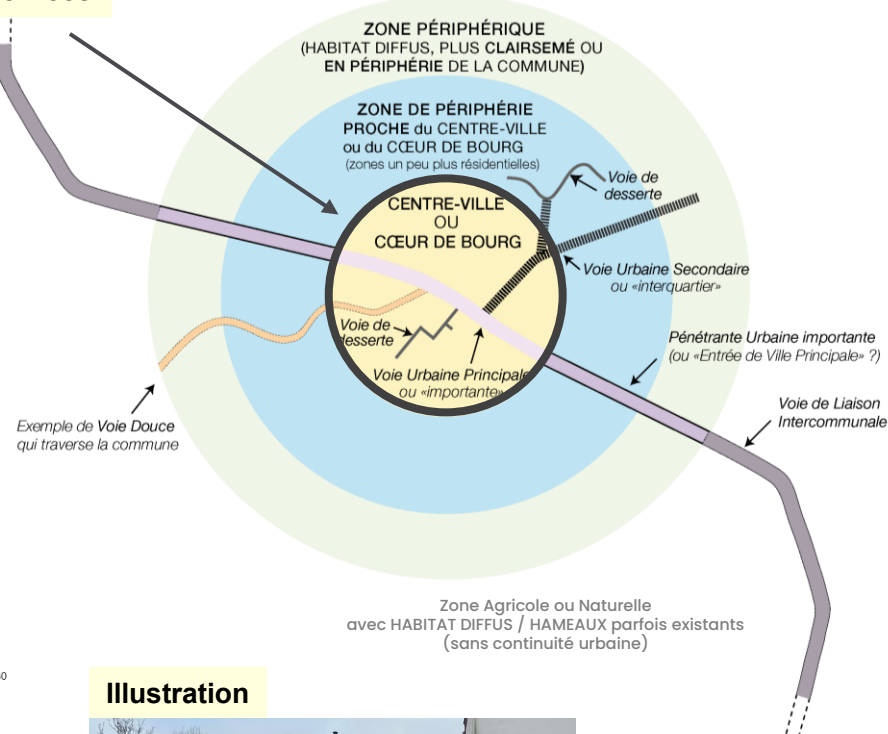 ZONE PÉRIPHÉRIQUE
(HABITAT DIFFUS, PLUS CLAIRSEMÉ OU
EN PÉRIPHÉRIE DE LA COMMUNE)
ZONE DE PÉRIPHÉRIE
PROCHE du CENTRE-VILLE
ou du CŒUR DE BOURG
(zones un peu plus résidentielles)
Voie de
desserte
CENTRE-VILLE
OU
CŒUR DE BOURG
Voie Urbaine Secondaire
ou «interquartier»
Voie de
desserte
Pénétrante Urbaine importante
(ou «Entrée de Ville Principale» ?)
Voie Urbaine Principale
ou «importante»
Voie de Liaison
Intercommunale
Exemple de Voie Douce
qui traverse la commune
Zone Agricole ou Naturelle
avec HABITAT DIFFUS / HAMEAUX parfois existants
(sans continuité urbaine)
Illustration